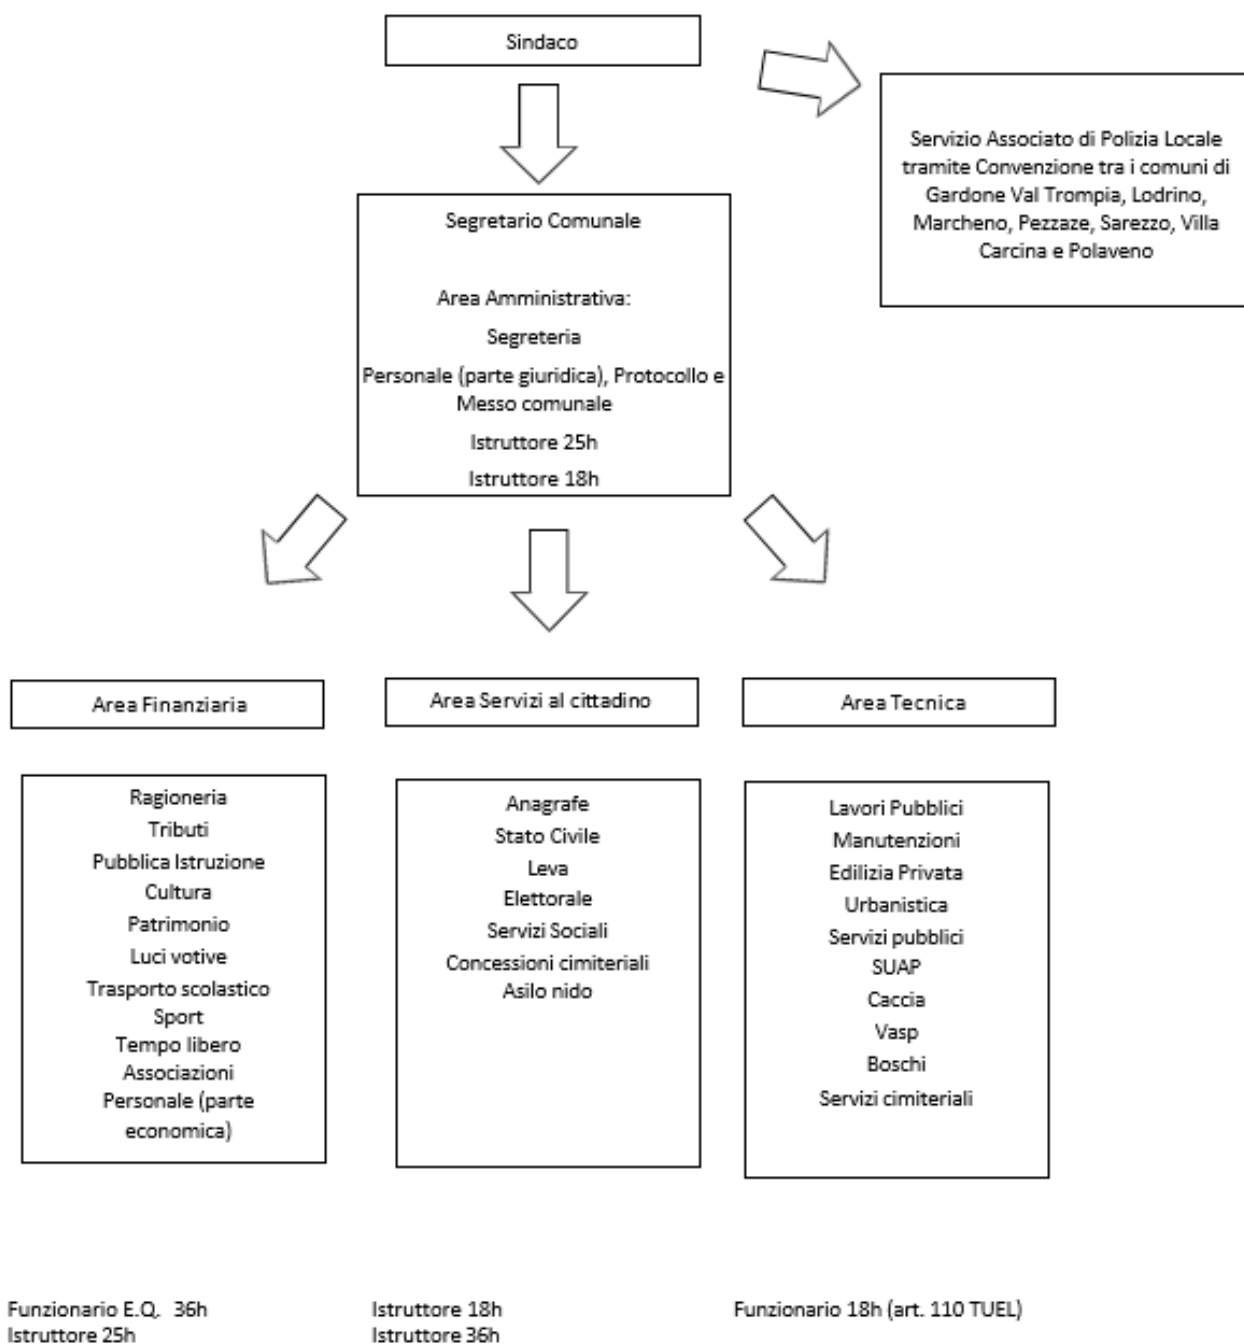 Sindaco
Servizio Associato di Polizia Locale
tramite Convenzione tra i comuni di
Gardone Val Trompia, Lodrino,
Marcheno, Pezzaze, Sarezzo, Villa
Carcina e Polaveno
Segretario Comunale
Area Amministrativa:
Segreteria
Personale (parte giuridica), Protocollo e
Messo comunale
Istruttore 25h
Istruttore 18h
Area Finanziaria
Ragioneria
Tributi
Pubblica Istruzione
Cultura
Patrimonio
Luci votive
Trasporto scolastico
Sport
Tempo libero
Associazioni
Personale (parte
economica)
Funzionario E.Q. 36h
Istruttore 25h
Area Servizi al cittadino
Anagrafe
Stato Civile
Leva
Elettorale
Servizi Sociali
Concessioni cimiteriali
Asilo nido
Istruttore 18h
Istruttore 36h
Area Tecnica
Lavori Pubblici
Manutenzioni
Edilizia Privata
Urbanistica
Servizi pubblici
SUAP
Caccia
Vasp
Boschi
Servizi cimiteriali
Funzionario 18h (art. 110 TUEL)